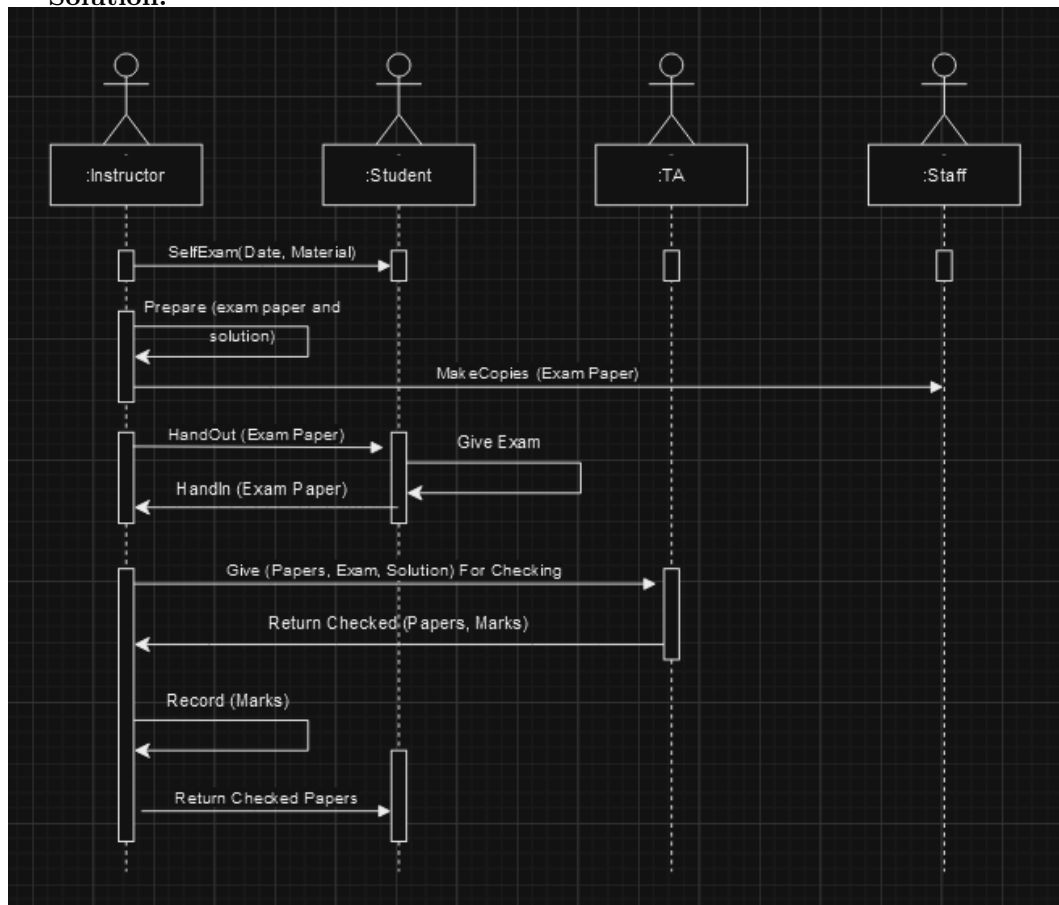 Solution:
:Instructor
:Student
:TA
:Staff
SelfExam(Date, Material)
Prepare (exam paper and
solution)
MakeCopies (Exam Paper)
HandOut (Exam Paper)
Give Exam
HandIn (Exam Paper)
Give (Papers, Exam, Solution) For Checking
Return Checked (Papers, Marks)
Record (Marks)
Return Checked Papers